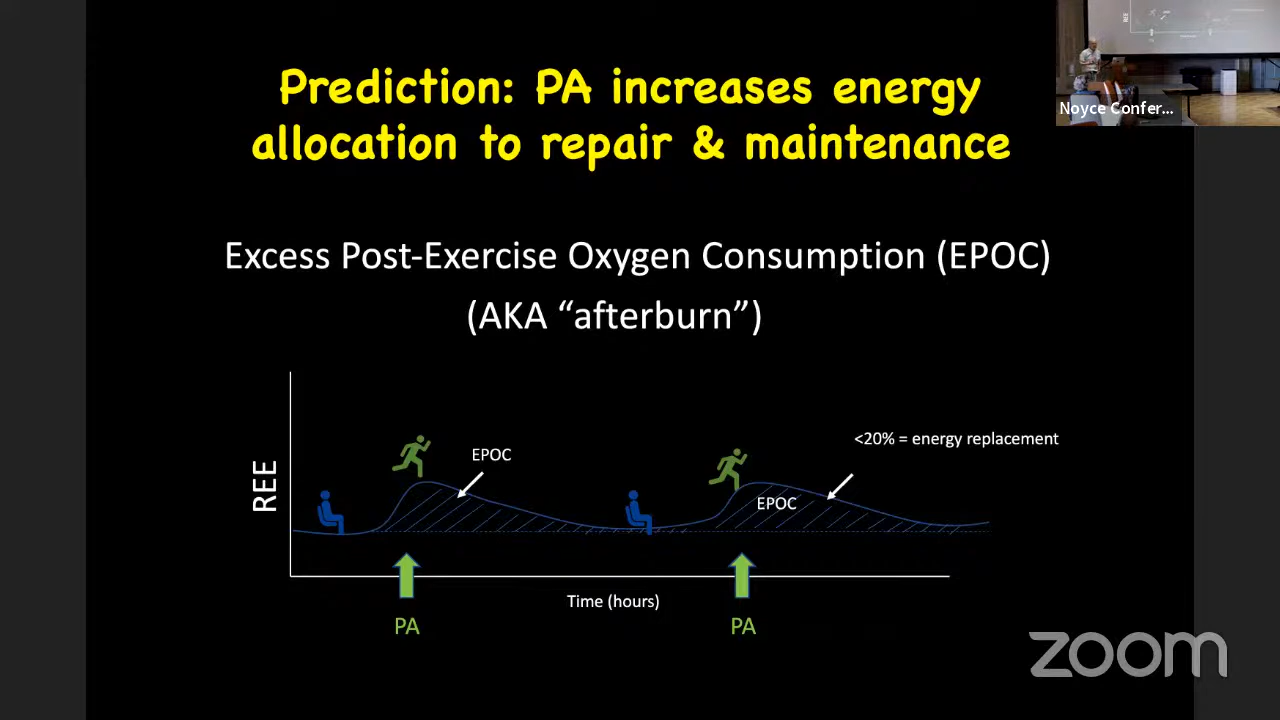 Prediction: PA increases energy
allocation to repair & maintenance
Noyce Confer...
REE
Excess Post-Exercise Oxygen Consumption (EPOC)
(AKA “afterburn”)
<20% = energy replacement
EPOC
EPOC
REE
Time (hours)
PA
PA
zoom